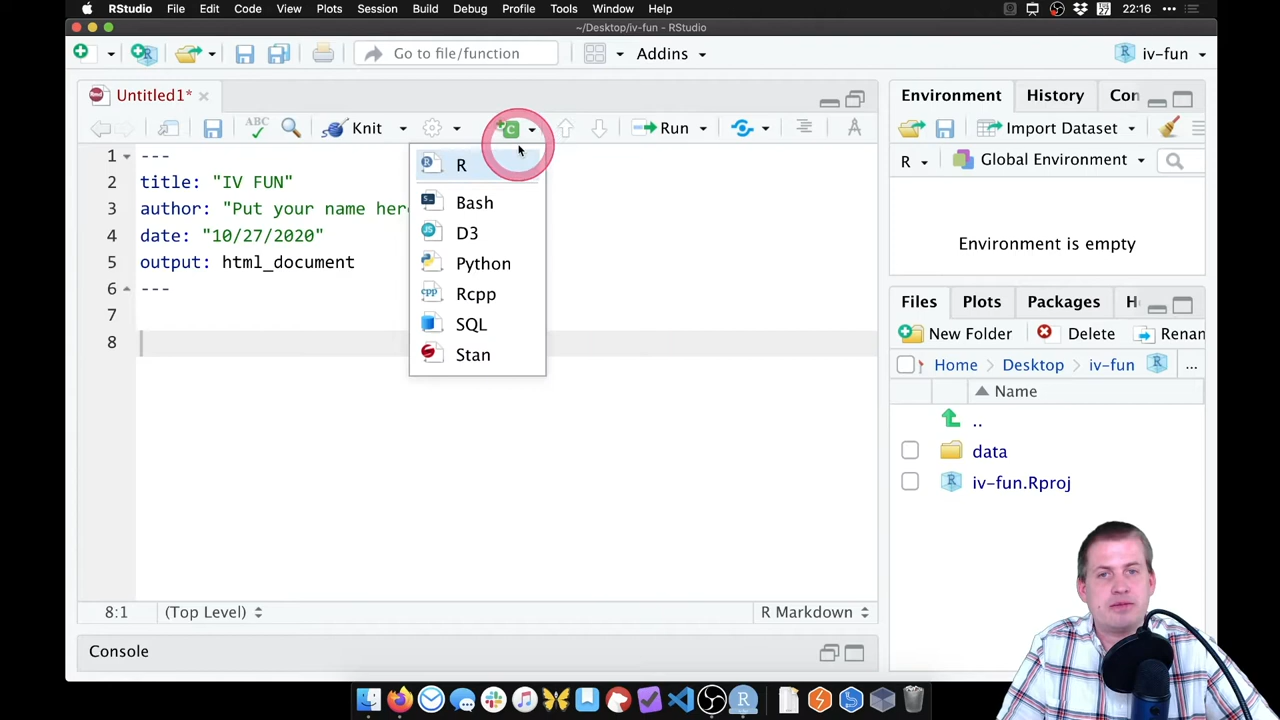 RStudio File Edit Code View Plots Session Build Debug Profile Tools Window Help 22:16
~/Desktop/iv-fun - RStudio
Go to file/function Addins iv-fun
Untitled1*
ABC Knit Run
1 ---
2 title: "IV FUN"
3 author: "Put your name here
4 date: "10/27/2020"
5 output: html_document
6 ---
7
8
R
Bash
D3
Python
Rcpp
SQL
Stan
8:1 (Top Level) R Markdown
Console
Environment History Con
Import Dataset
R Global Environment
Environment is empty
Files Plots Packages H
New Folder Delete Renan
Home Desktop iv-fun ...
Name
..
data
iv-fun.Rproj